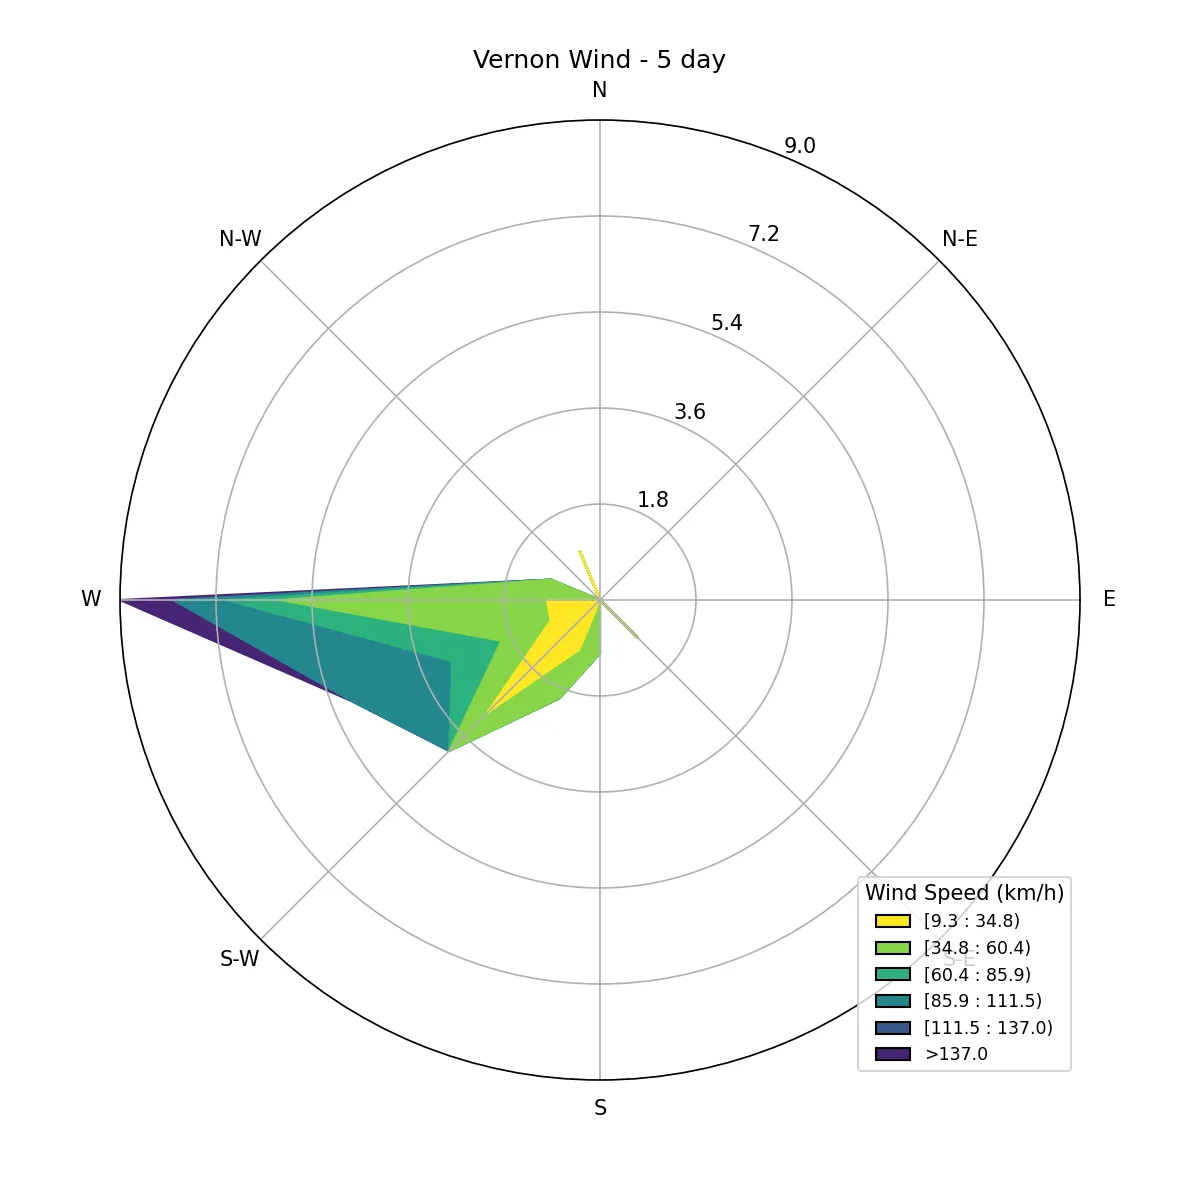 Vernon Wind - 5 day
N
9.0
7.2
N-W
N-E
5.4
3.6
1.8
W
E
Wind Speed (km/h)
[9.3 : 34.8)
[34.8 : 60.4)
S-W
S-E
[60.4 : 85.9)
[85.9 : 111.5)
[111.5 : 137.0)
>137.0
S